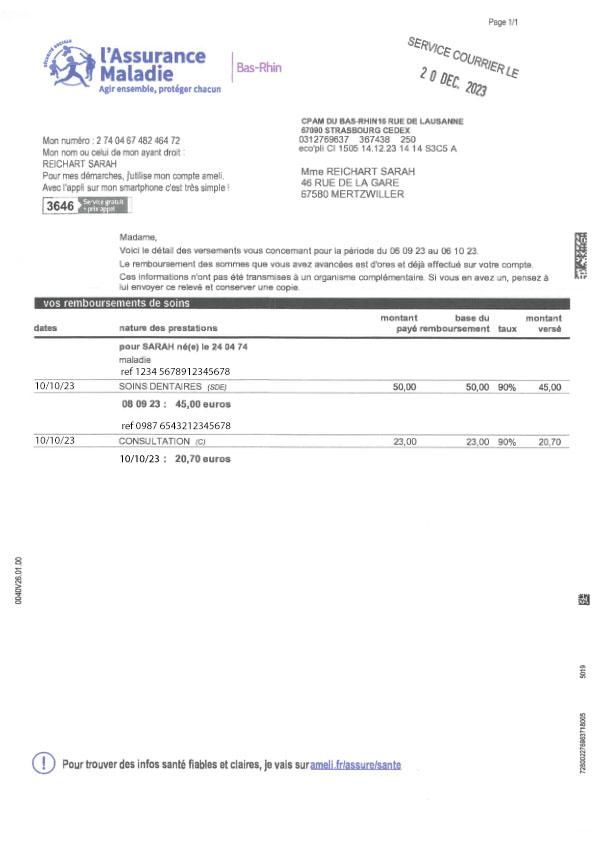 Page 1/1
SÉCURITÉ SOCIALE
l'Assurance
Maladie
Agir ensemble, protéger chacun
Bas-Rhin
SERVICE COURRIER LE
20 DEC. 2023
CPAM DU BAS-RHIN16 RUE DE LAUSANNE
67090 STRASBOURG CEDEX
0312769637 367438 250
eco'pli CI 1505 14.12.23 14 14 S3C5 A
Mon numéro : 2 74 04 67 482 464 72
Mon nom ou celui de mon ayant droit :
REICHART SARAH
Pour mes démarches, j'utilise mon compte ameli.
Avec l'appli sur mon smartphone c'est très simple !
3646 Service gratuit + prix appel
Mme REICHART SARAH
46 RUE DE LA GARE
67580 MERTZWILLER
Madame,
Voici le détail des versements vous concernant pour la période du 06 09 23 au 06 10 23.
Le remboursement des sommes que vous avez avancées est d'ores et déjà effectué sur votre compte.
Ces informations n'ont pas été transmises à un organisme complémentaire. Si vous en avez un, pensez à
lui envoyer ce relevé et conserver une copie.
vos remboursements de soins
dates nature des prestations montant payé base du remboursement taux montant versé
pour SARAH né(e) le 24 04 74
maladie
ref 1234 5678912345678
10/10/23 SOINS DENTAIRES (SDE) 50,00 50,00 90% 45,00
08 09 23 : 45,00 euros
ref 0987 6543212345678
10/10/23 CONSULTATION (C) 23,00 23,00 90% 20,70
10/10/23 : 20,70 euros
0040V26.01.00
5019
726002276963718065
! Pour trouver des infos santé fiables et claires, je vais sur ameli.fr/assure/sante